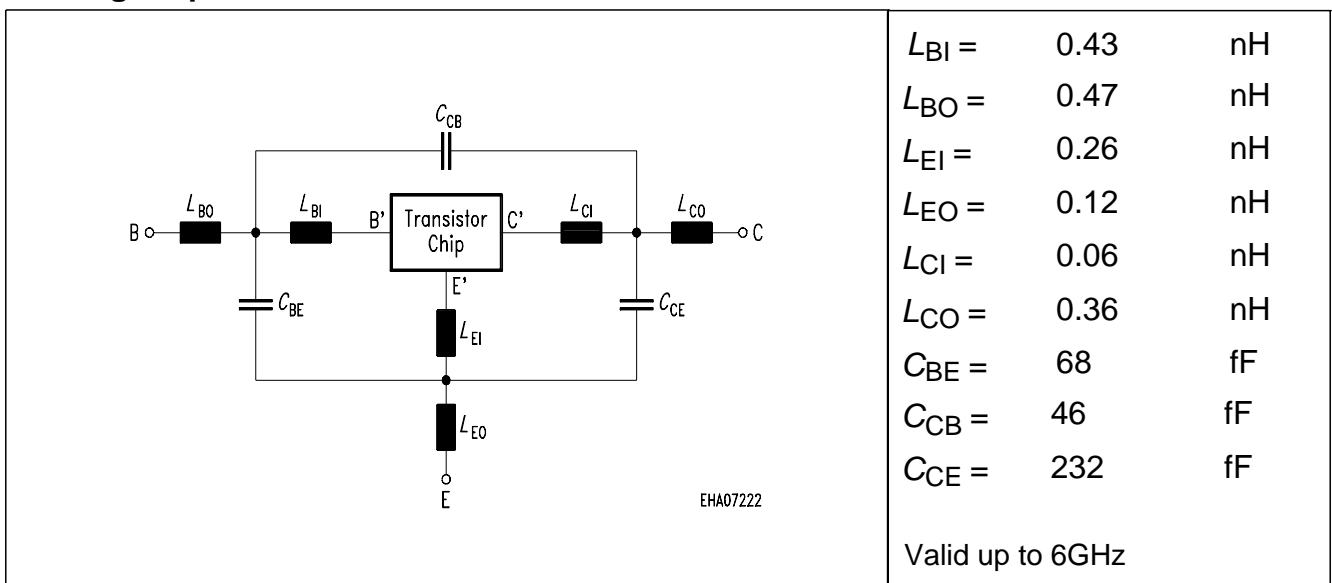 C_CB
L_BO
L_BI
B'
Transistor
Chip
C'
L_CI
L_CO
B
C
E'
C_BE
C_CE
L_EI
L_EO
E
EHA07222
L_BI = 0.43 nH
L_BO = 0.47 nH
L_EI = 0.26 nH
L_EO = 0.12 nH
L_CI = 0.06 nH
L_CO = 0.36 nH
C_BE = 68 fF
C_CB = 46 fF
C_CE = 232 fF
Valid up to 6GHz